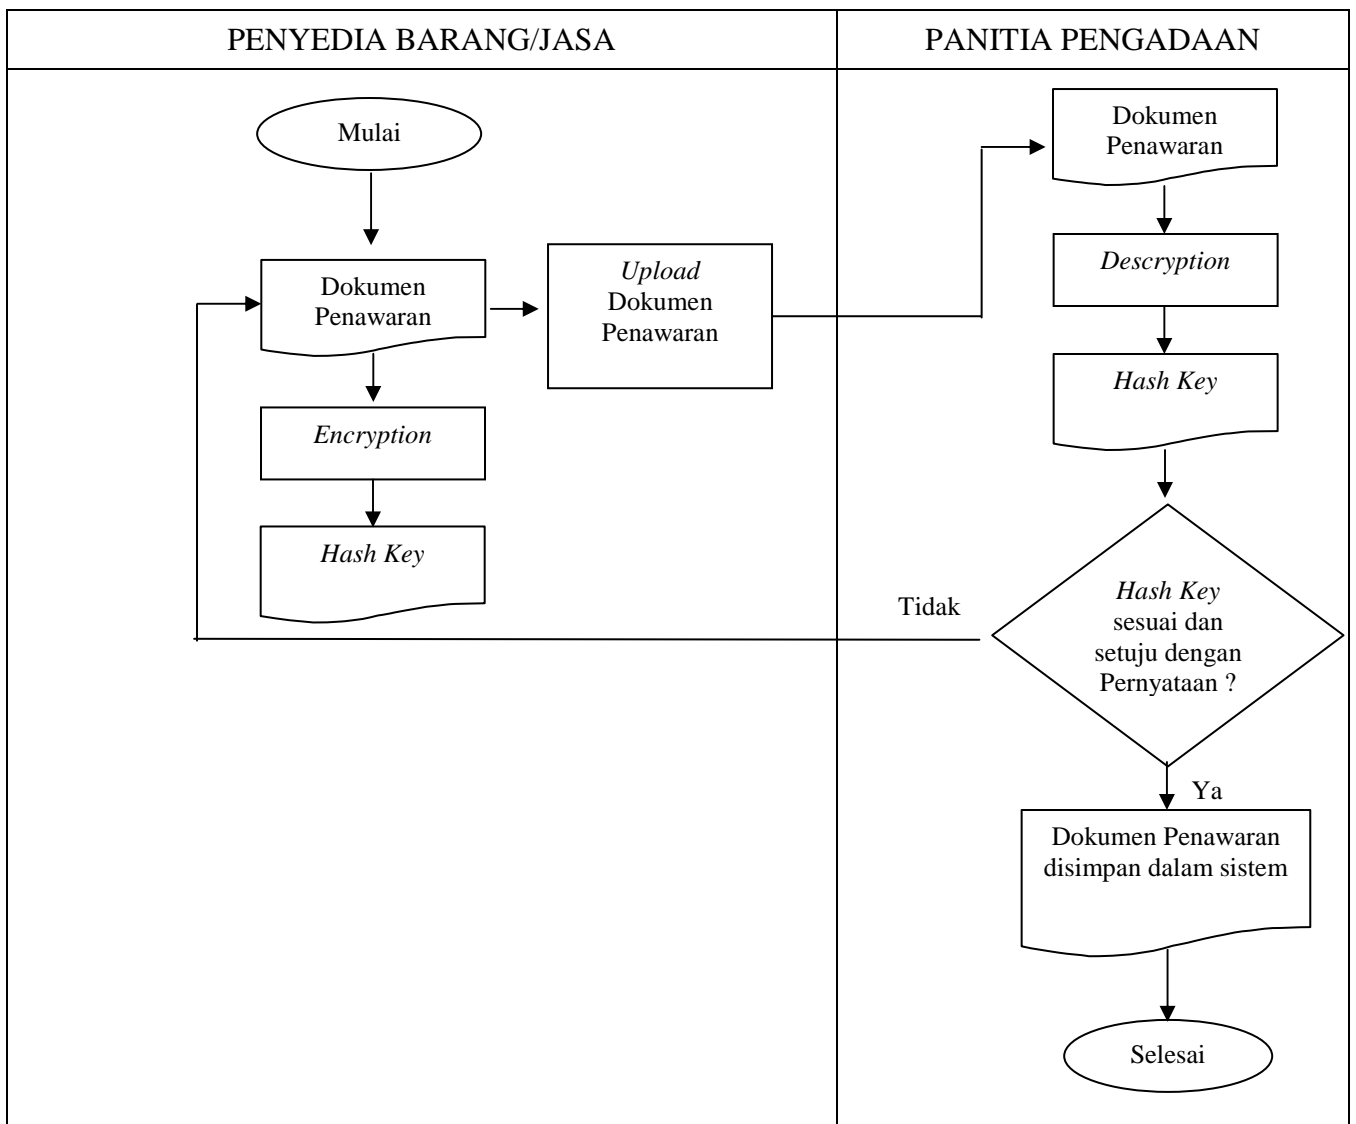 PENYEDIA BARANG/JASA
PANITIA PENGADAAN
Mulai
Dokumen
Penawaran
Upload
Dokumen
Penawaran
Encryption
Hash Key
Dokumen
Penawaran
Descryption
Hash Key
Hash Key
sesuai dan
setuju dengan
Pernyataan ?
Tidak
Ya
Dokumen Penawaran
disimpan dalam sistem
Selesai